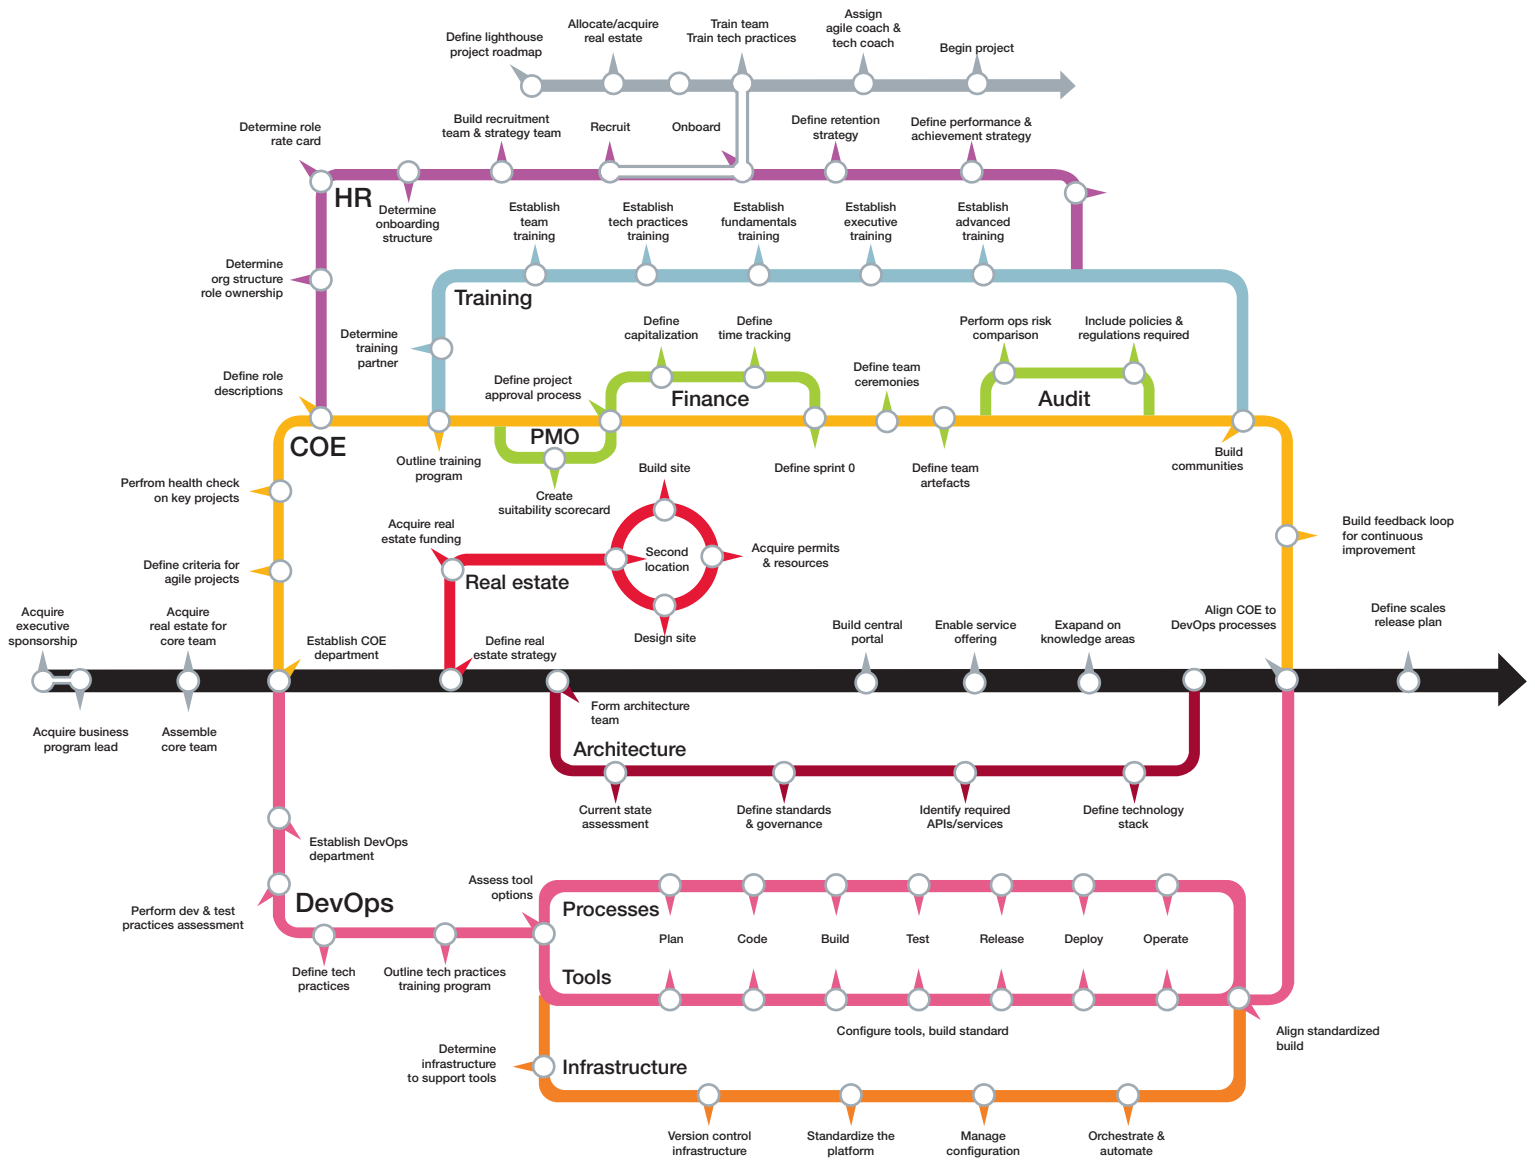 Define lighthouse
project roadmap
Allocate/acquire
real estate
Train team
Train tech practices
Assign
agile coach &
tech coach
Begin project
Determine role
rate card
Build recruitment
team & strategy team
Recruit
Onboard
Define retention
strategy
Define performance &
achievement strategy
HR
Determine
onboarding
structure
Establish
team
training
Establish
tech practices
training
Establish
fundamentals
training
Establish
executive
training
Establish
advanced
training
Determine
org structure
role ownership
Training
Determine
training
partner
Define
capitalization
Define
time tracking
Perform ops risk
comparison
Include policies &
regulations required
Define role
descriptions
Define project
approval process
Finance
Define team
ceremonies
Audit
COE
PMO
Outline training
program
Create
suitability scorecard
Build site
Define sprint 0
Define team
artefacts
Build
communities
Perfrom health check
on key projects
Acquire real
estate funding
Second
location
Acquire permits
& resources
Build feedback loop
for continuous
improvement
Define criteria for
agile projects
Real estate
Acquire
executive
sponsorship
Acquire
real estate for
core team
Establish COE
department
Define real
estate strategy
Design site
Build central
portal
Enable service
offering
Exapand on
knowledge areas
Align COE to
DevOps processes
Define scales
release plan
Acquire business
program lead
Assemble
core team
Form architecture
team
Architecture
Current state
assessment
Define standards
& governance
Identify required
APIs/services
Define technology
stack
Establish DevOps
department
Perform dev & test
practices assessment
DevOps
Assess tool
options
Processes
Plan
Code
Build
Test
Release
Deploy
Operate
Define tech
practices
Outline tech practices
training program
Tools
Configure tools, build standard
Align standardized
build
Determine
infrastructure
to support tools
Infrastructure
Version control
infrastructure
Standardize the
platform
Manage
configuration
Orchestrate &
automate